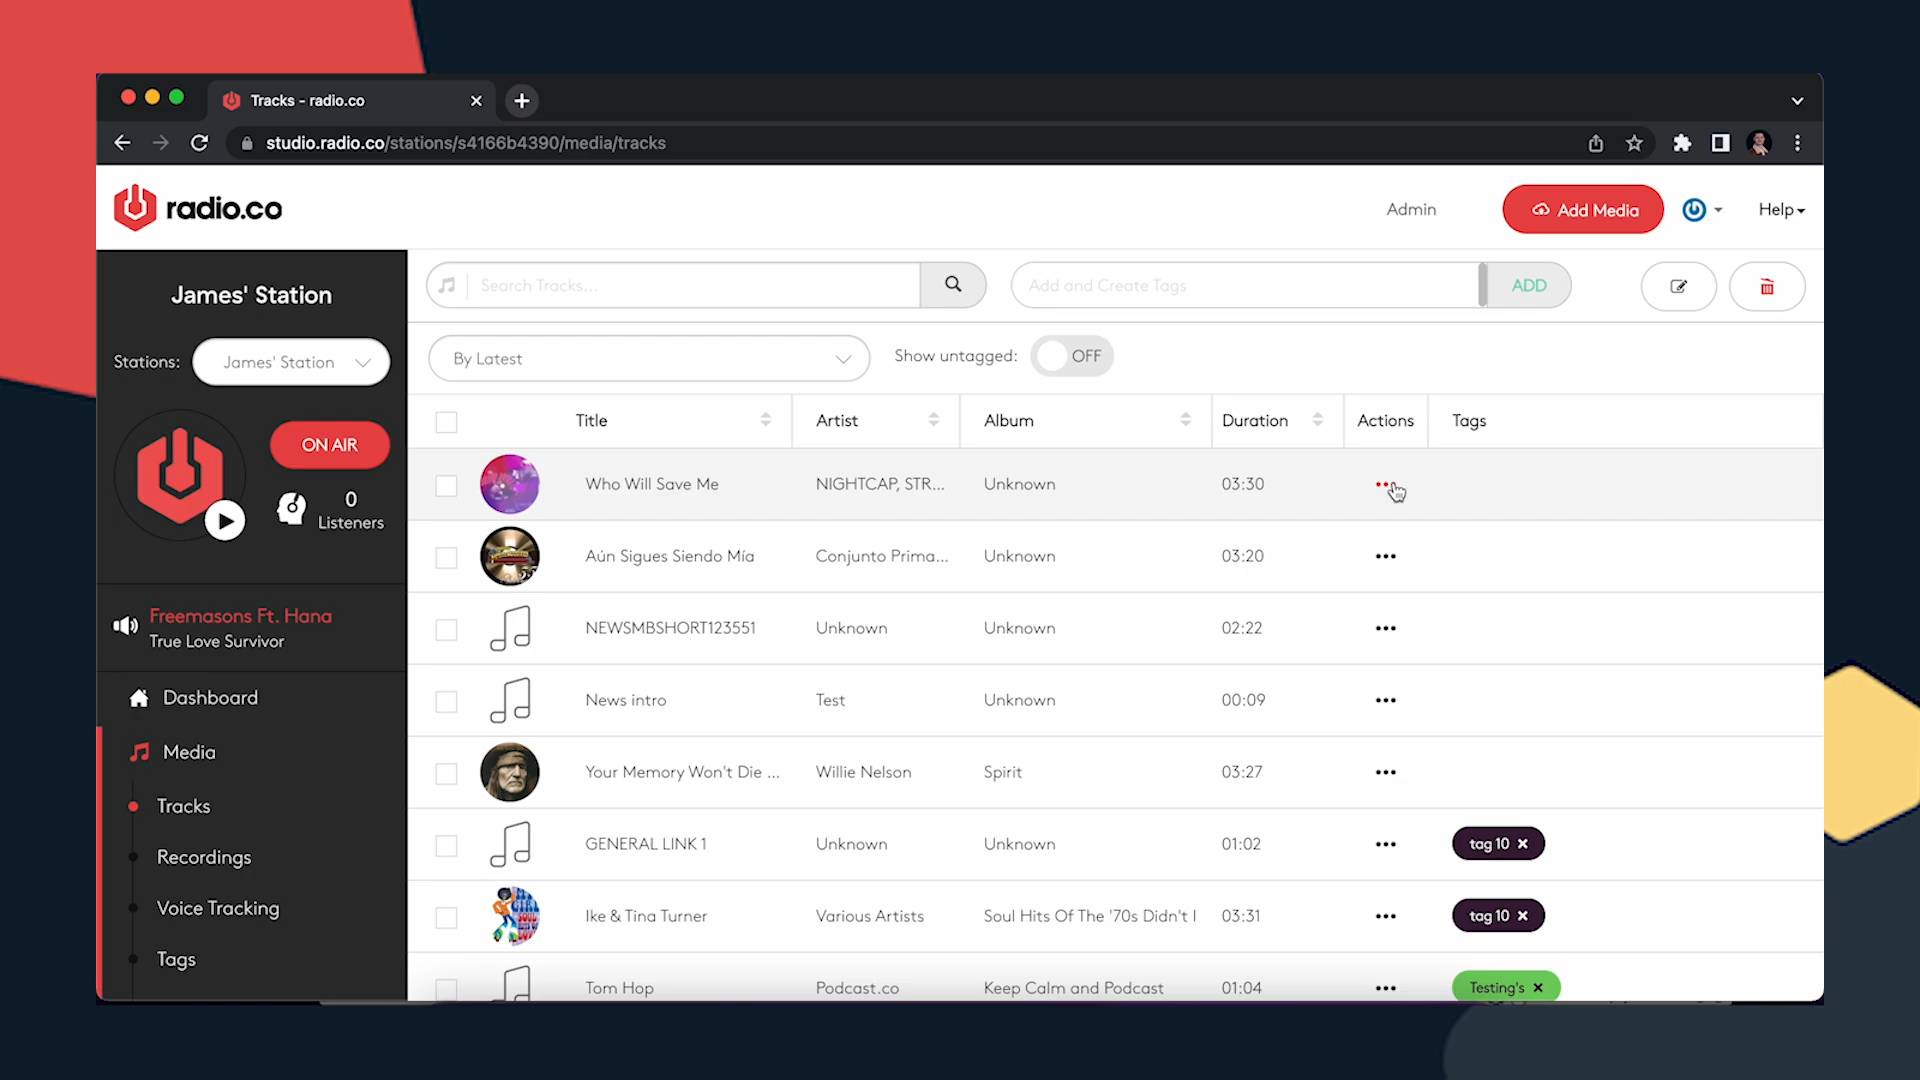 Tracks - radio.co
studio.radio.co/stations/s4166b4390/media/tracks
radio.co
Admin
Add Media
Help
James' Station
Stations:
James' Station
ON AIR
0
Listeners
Freemasons Ft. Hana
True Love Survivor
Dashboard
Media
Tracks
Recordings
Voice Tracking
Tags
Search Tracks...
Add and Create Tags
ADD
By Latest
Show untagged:
OFF
Title Artist Album Duration Actions Tags
Who Will Save Me NIGHTCAP, STR... Unknown 03:30
Aún Sigues Siendo Mía Conjunto Prima... Unknown 03:20
NEWSMBSHORT123551 Unknown Unknown 02:22
News intro Test Unknown 00:09
Your Memory Won't Die ... Willie Nelson Spirit 03:27
GENERAL LINK 1 Unknown Unknown 01:02 tag 10
Ike & Tina Turner Various Artists Soul Hits Of The '70s Didn't I 03:31 tag 10
Tom Hop Podcast.co Keep Calm and Podcast 01:04 Testing's